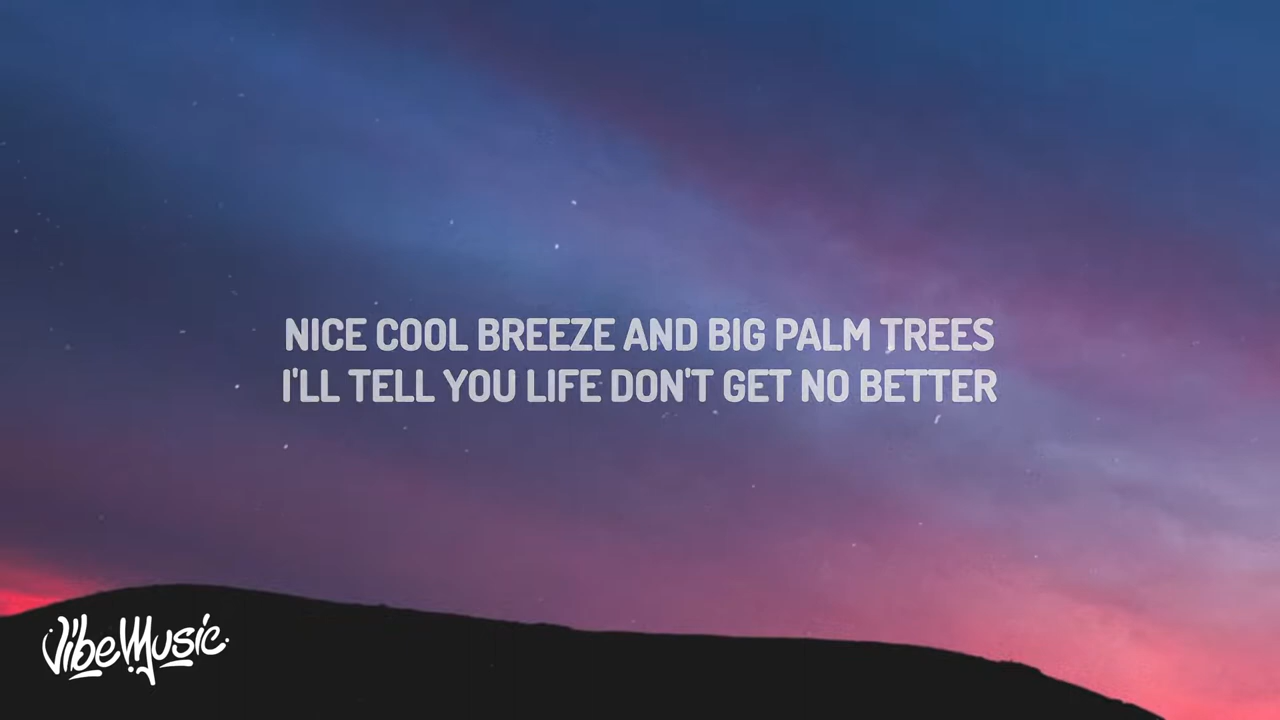 NICE COOL BREEZE AND BIG PALM TREES
I'LL TELL YOU LIFE DON'T GET NO BETTER
VibeMusic